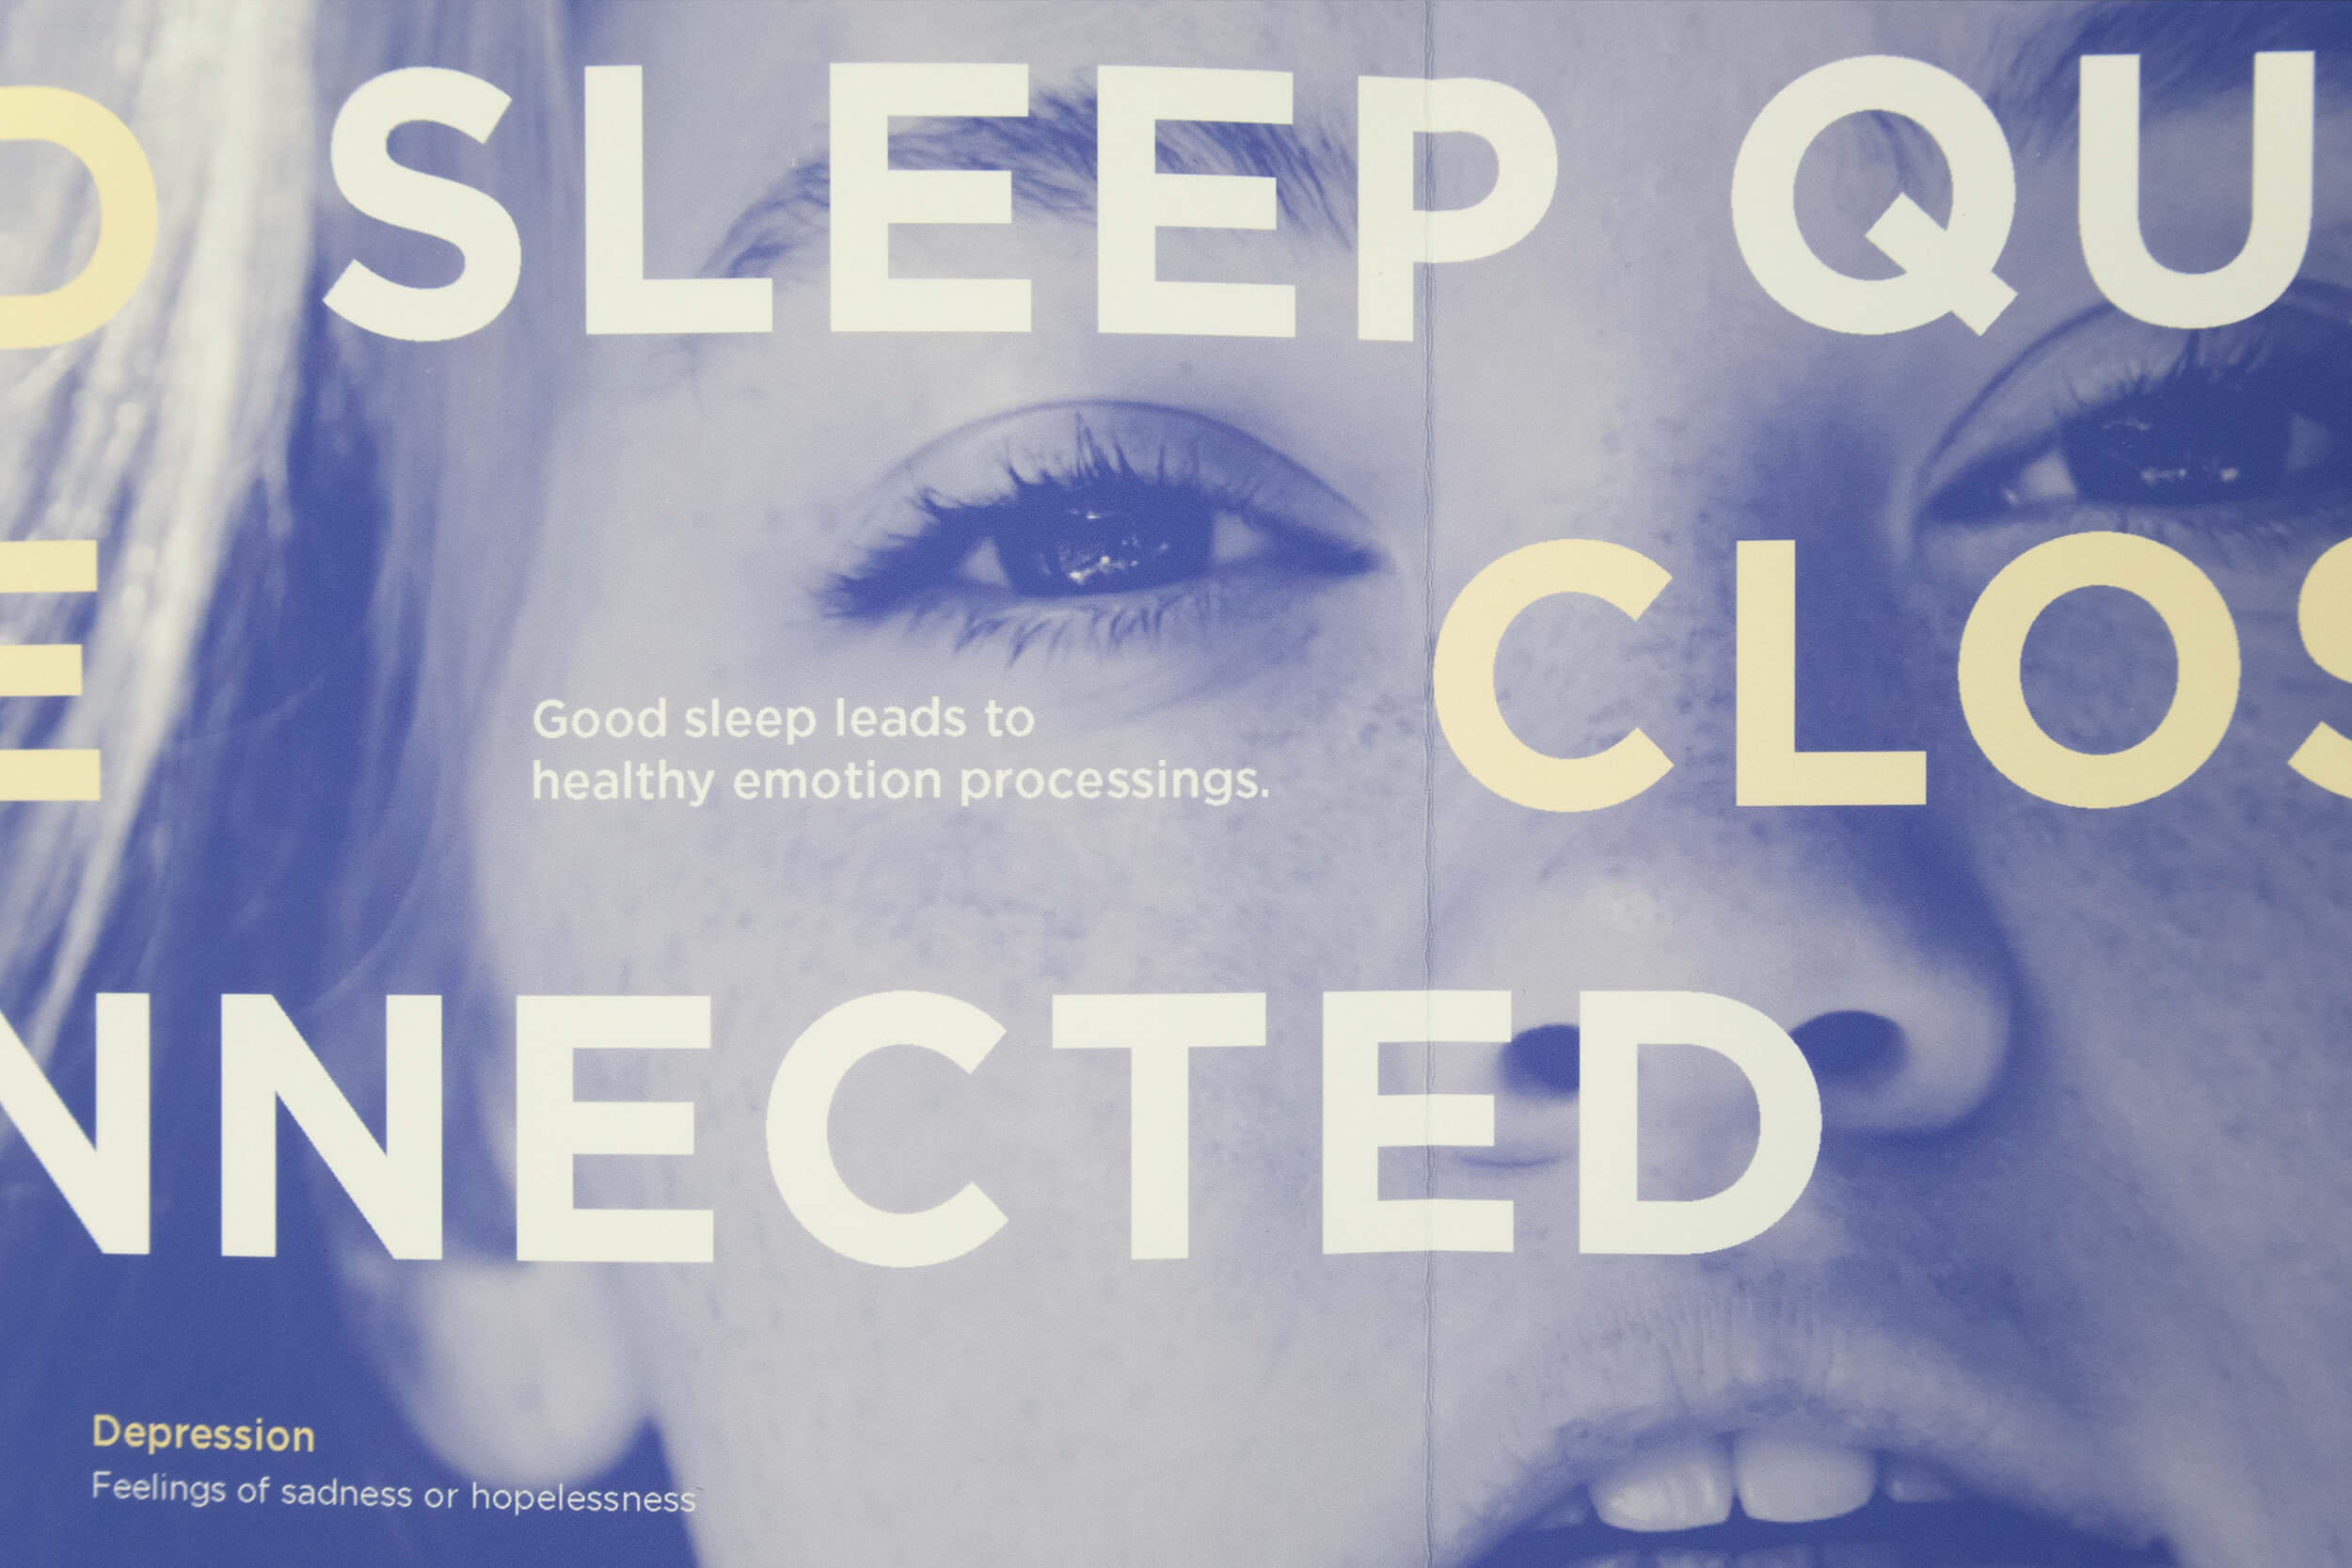 D SLEEP QU
E CLOS
Good sleep leads to
healthy emotion processings.
NNECTED
Depression
Feelings of sadness or hopelessness